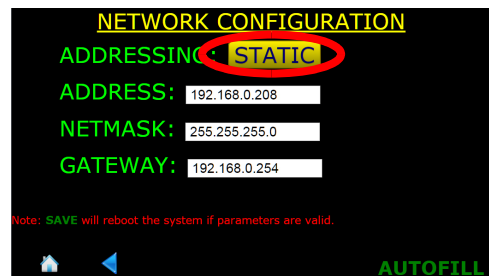 NETWORK CONFIGURATION
ADDRESSING: STATIC
ADDRESS: 192.168.0.208
NETMASK: 255.255.255.0
GATEWAY: 192.168.0.254
Note: SAVE will reboot the system if parameters are valid.
AUTOFILL